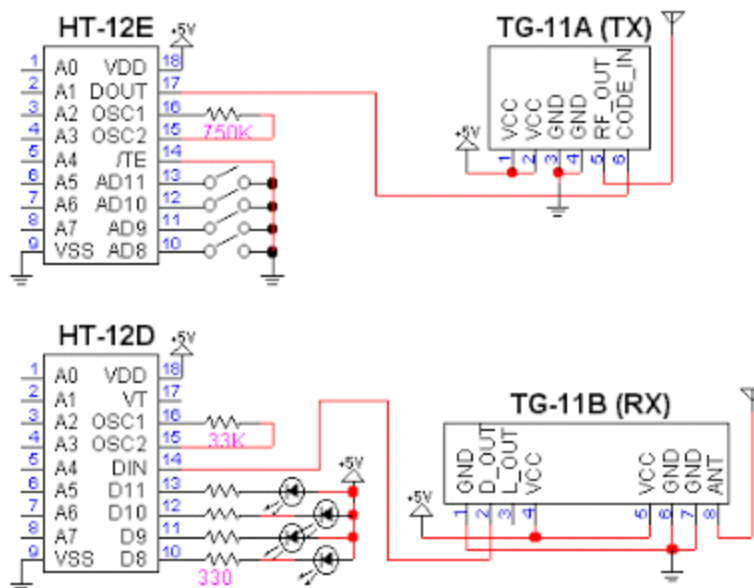 HT-12E
+5V
1 A0 VDD 18
2 A1 DOUT 17
3 A2 OSC1 16
4 A3 OSC2 15
750K
5 A4 /TE 14
6 A5 AD11 13
7 A6 AD10 12
8 A7 AD9 11
9 VSS AD8 10
TG-11A (TX)
VCC VCC GND GND RF_OUT CODE_IN
+5V
1 2 3 4 5 6
HT-12D
+5V
1 A0 VDD 18
2 A1 VT 17
3 A2 OSC1 16
4 A3 OSC2 15
33K
5 A4 DIN 14
+5V
6 A5 D11 13
7 A6 D10 12
8 A7 D9 11
9 VSS D8 10
330
TG-11B (RX)
GND D_OUT L_OUT VCC VCC GND GND ANT
+5V
1 2 3 4 5 6 7 8